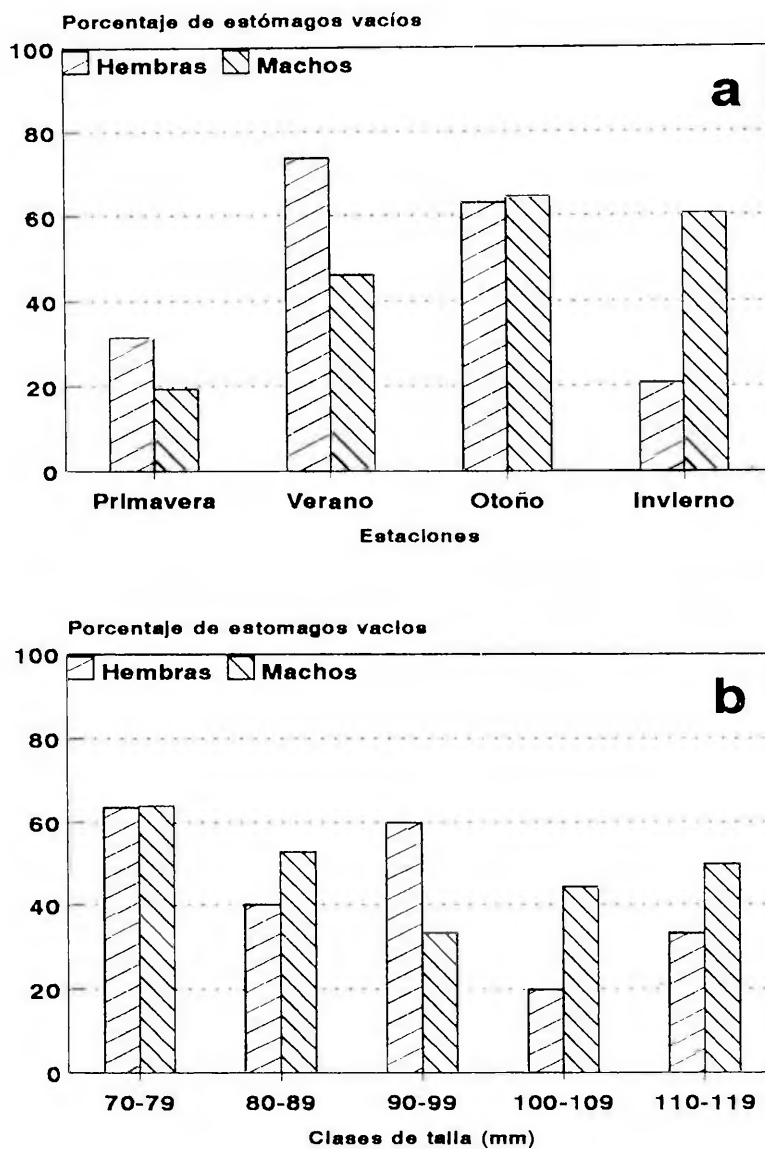 Porcentaje de estómagos vacíos
100
Hembras Machos
a
80
60
40
20
0
Primavera Verano Otoño Invierno
Estaciones
Porcentaje de estomagos vacios
100
Hembras Machos
b
80
60
40
20
0
70-79 80-89 90-99 100-109 110-119
Clases de talla (mm)